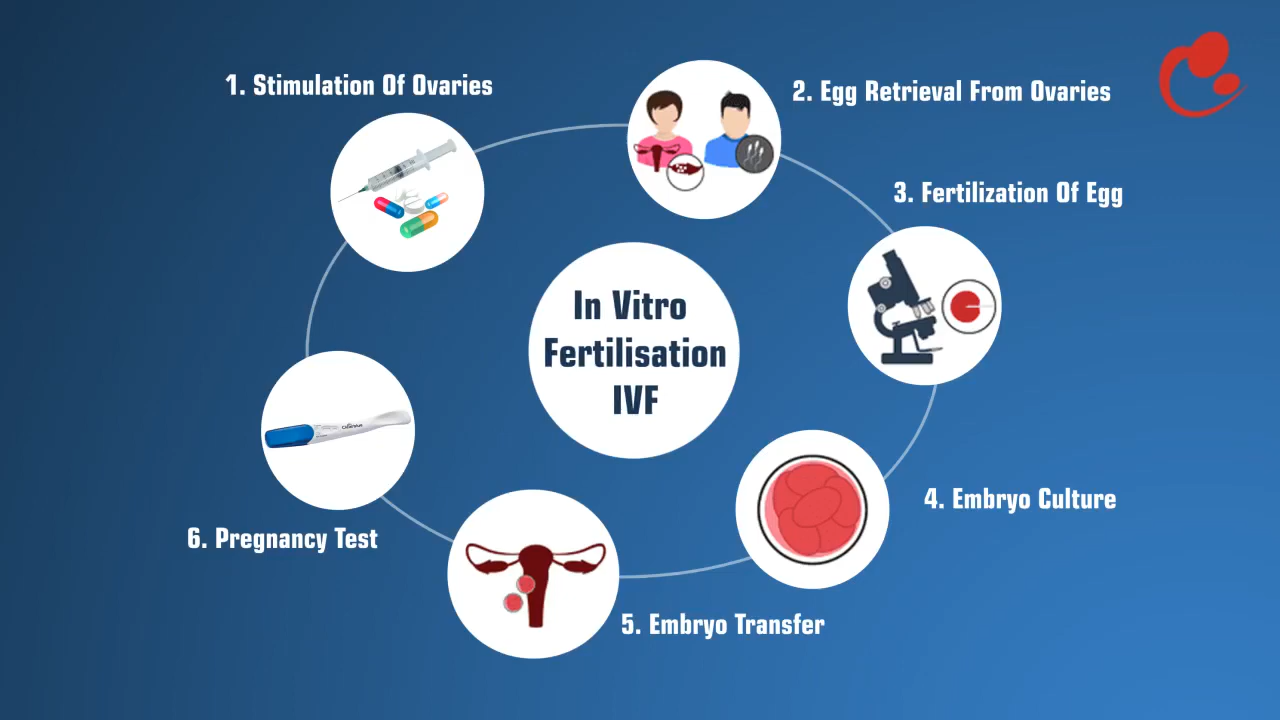 1. Stimulation Of Ovaries
2. Egg Retrieval From Ovaries
3. Fertilization Of Egg
In Vitro
Fertilisation
IVF
4. Embryo Culture
6. Pregnancy Test
5. Embryo Transfer